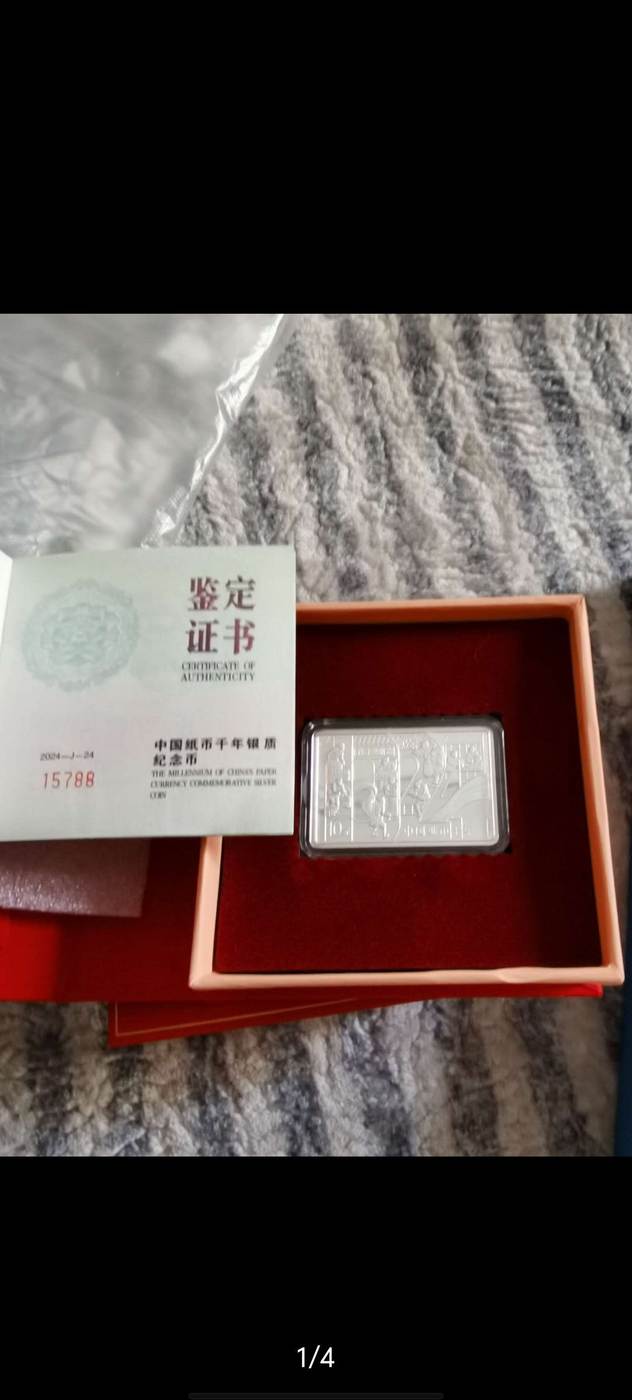 鉴定
证书
CERTIFICATE OF
AUTHENTICITY
2024—J—24
15788
中国纸币千年银质
纪念币
THE MILLENNIUM OF CHINA'S PAPER
CURRENCY COMMEMORATIVE SILVER
COIN
1/4